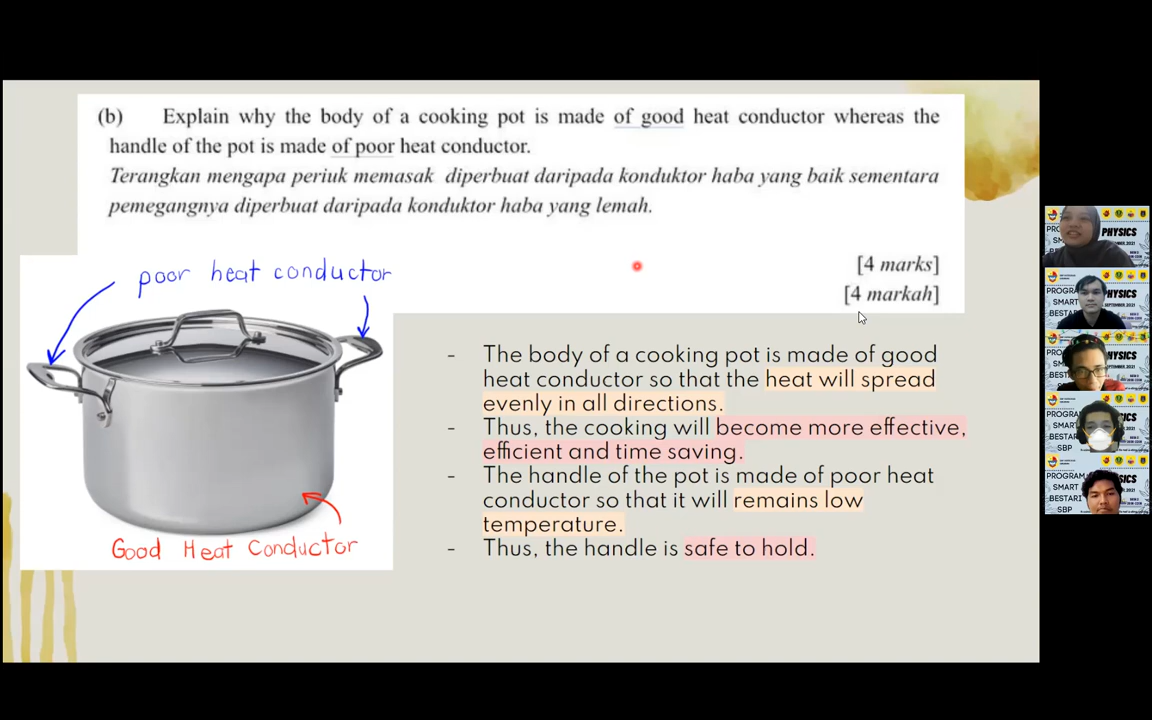 (b) Explain why the body of a cooking pot is made of good heat conductor whereas the
handle of the pot is made of poor heat conductor.
Terangkan mengapa periuk memasak diperbuat daripada konduktor haba yang baik sementara
pemegangnya diperbuat daripada konduktor haba yang lemah.
[4 marks]
[4 markah]
poor heat conductor
Good Heat Conductor
- The body of a cooking pot is made of good
heat conductor so that the heat will spread
evenly in all directions.
- Thus, the cooking will become more effective,
efficient and time saving.
- The handle of the pot is made of poor heat
conductor so that it will remains low
temperature.
- Thus, the handle is safe to hold.
PHYSICS
PROGRAM
SMART
BESTARI
SBP